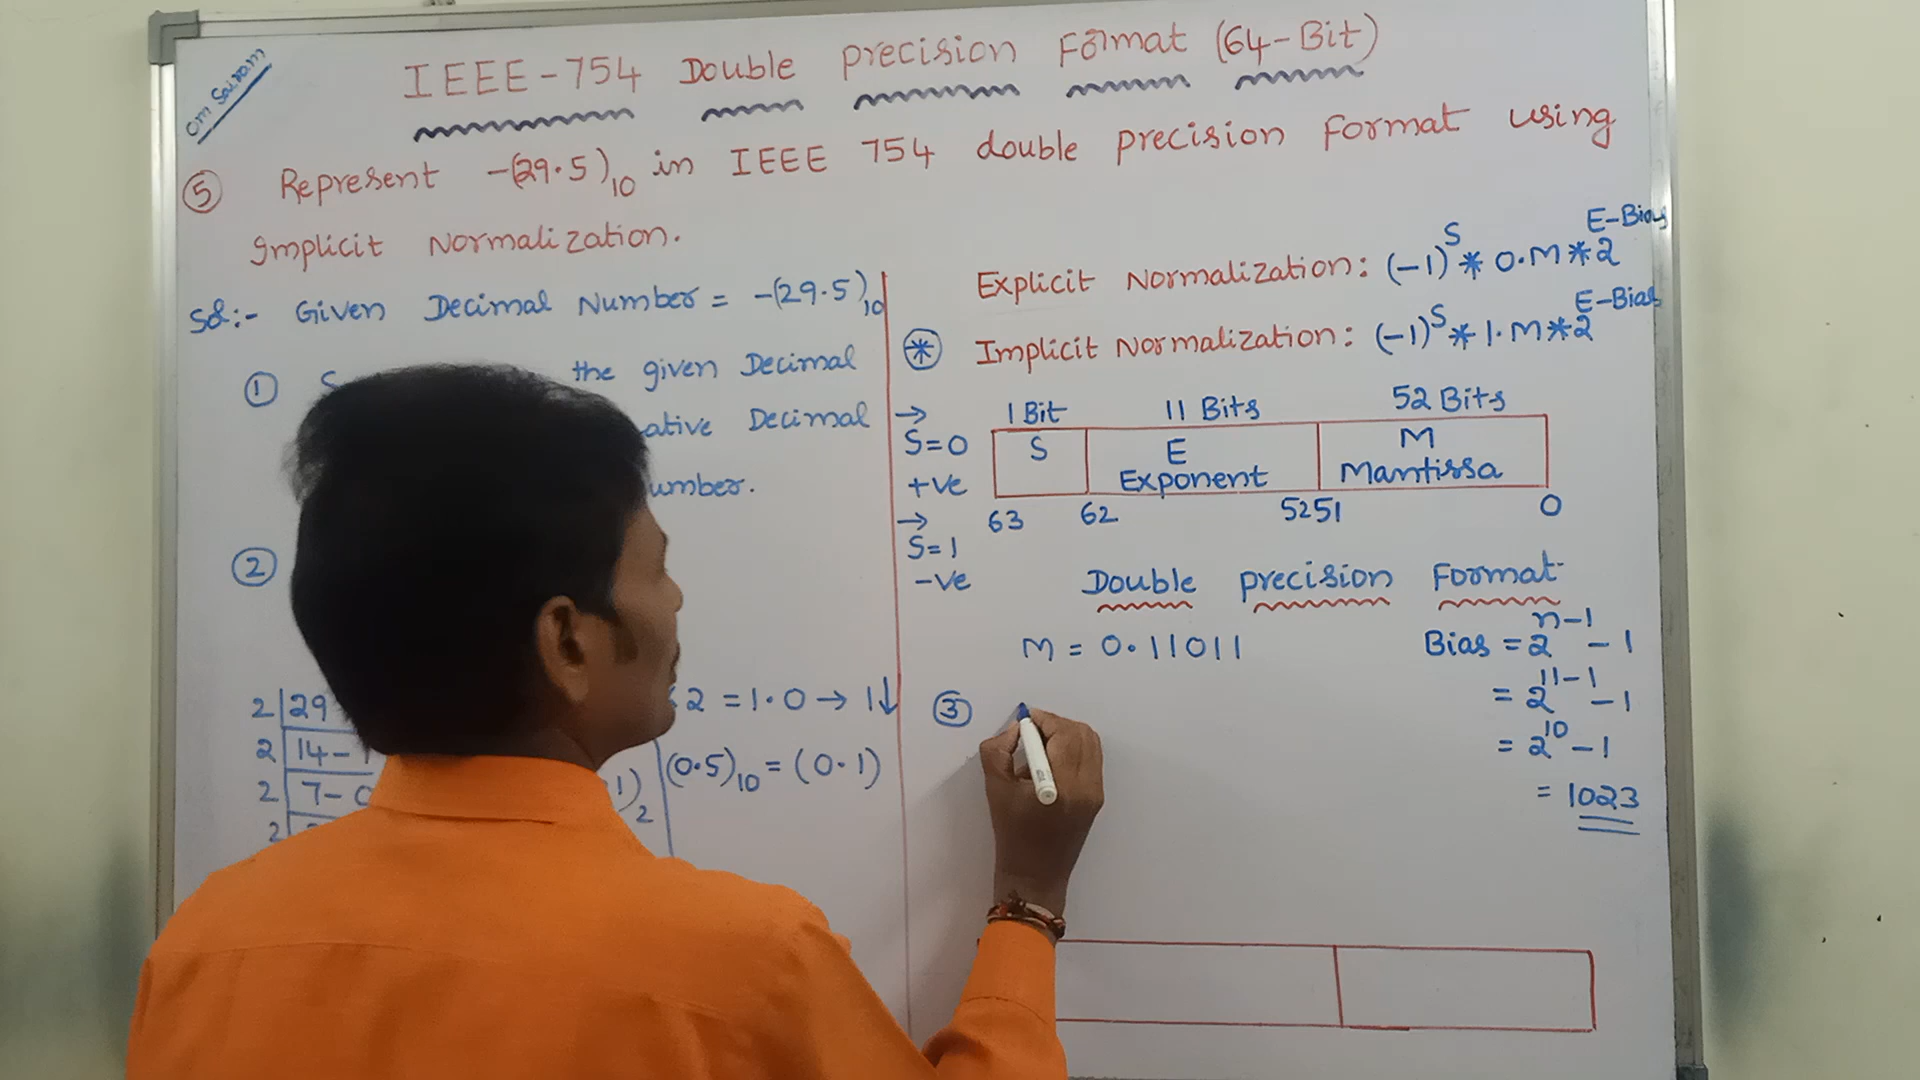 Om Sai ram
IEEE-754 Double precision Format (64-Bit)
⑤ Represent -(29.5)₁₀ in IEEE 754 double precision Format using
Implicit Normalization.
Sol:- Given Decimal Number = -(29.5)₁₀
① the given Decimal
ative Decimal
umber.
②
2 | 29
2 | 14-
2 | 7-0
2
1)₂
2 = 1.0 → 1↓
(0.5)₁₀ = (0.1)
Explicit Normalization: (-1)^S * 0.M * 2^E-Bias
⊛ Implicit Normalization: (-1)^S * 1.M * 2^E-Bias
→ S=0 +ve
→ S=1 -ve
1 Bit 11 Bits 52 Bits
S E M
Exponent Mantissa
63 62 52 51 0
Double precision Format
M = 0.11011
Bias = 2^n-1 - 1
= 2^11-1 - 1
= 2^10 - 1
= 1023
③